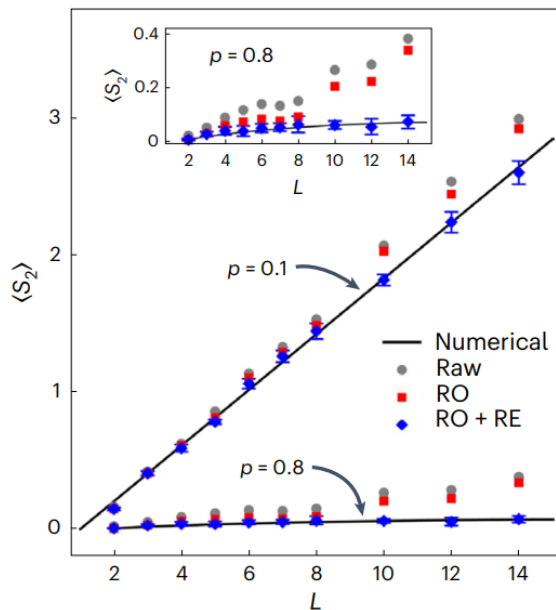 p = 0.8
⟨S₂⟩
0.4
0.2
0
2 4 6 8 10 12 14
L
⟨S₂⟩
3
2
1
0
p = 0.1
Numerical
Raw
RO
RO + RE
p = 0.8
2 4 6 8 10 12 14
L